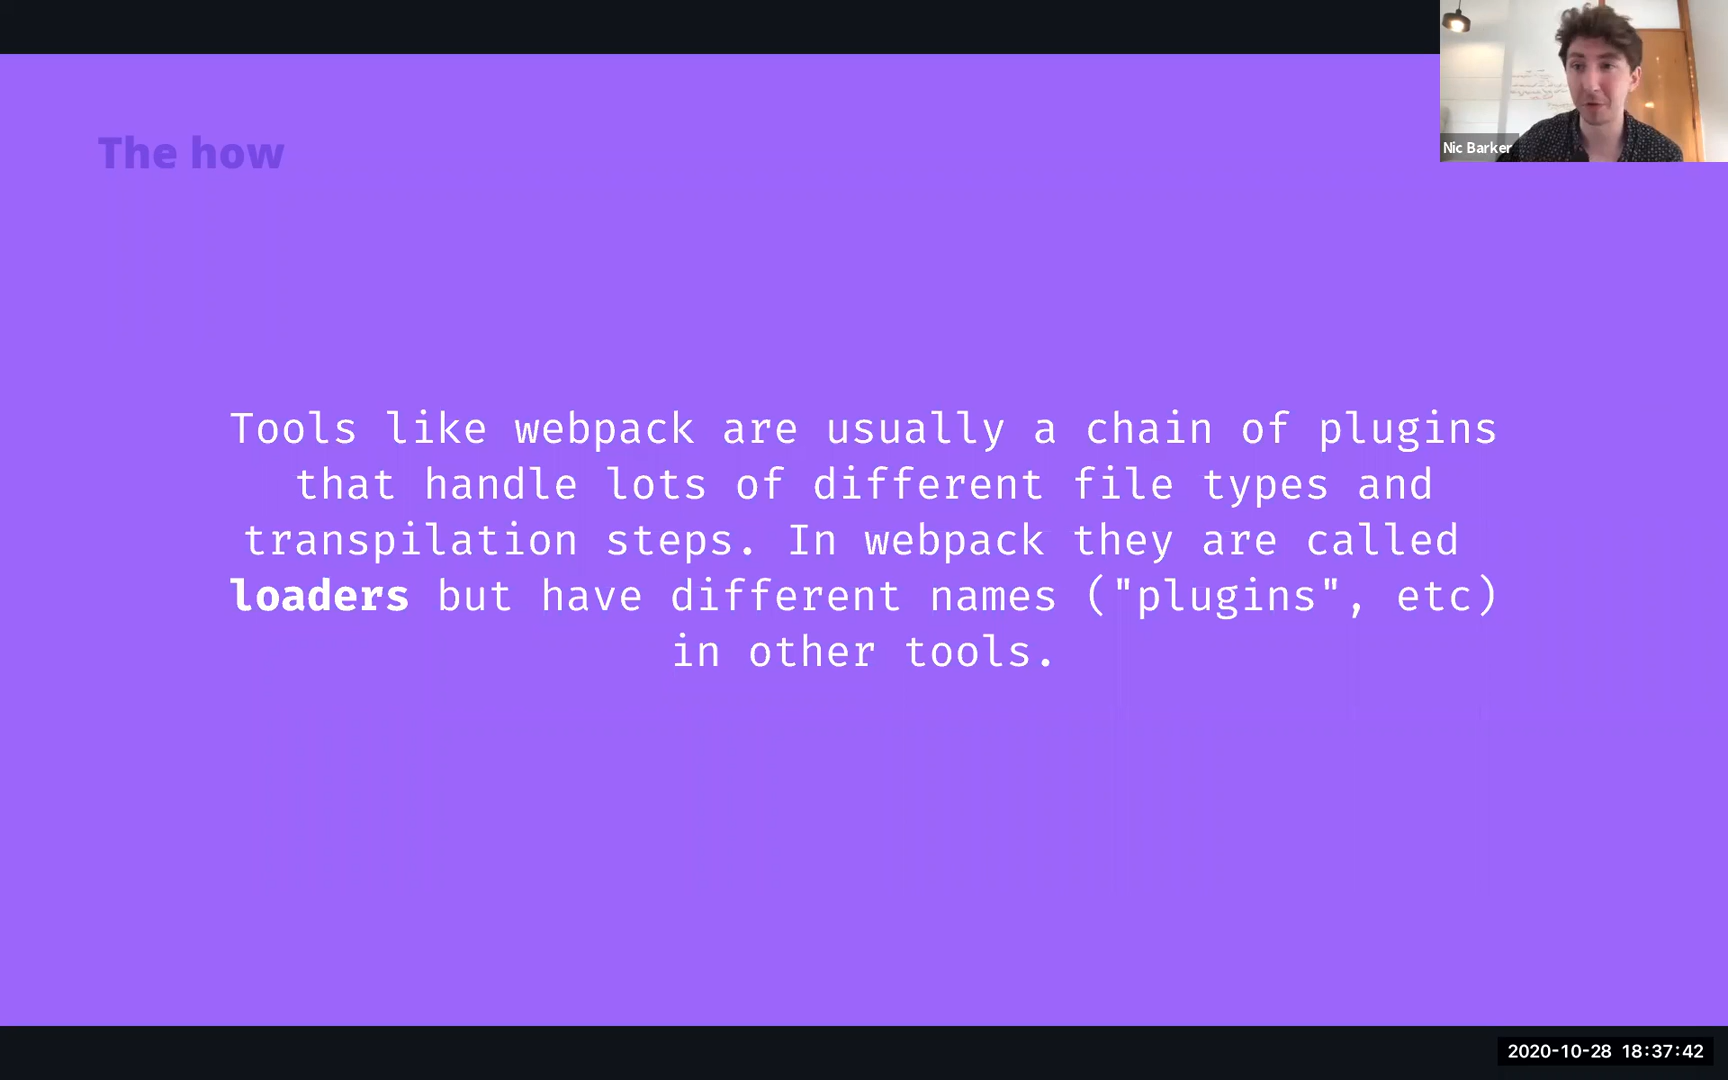 The how
Nic Barker
Tools like webpack are usually a chain of plugins
that handle lots of different file types and
transpilation steps. In webpack they are called
loaders but have different names ("plugins", etc)
in other tools.
2020-10-28 18:37:42